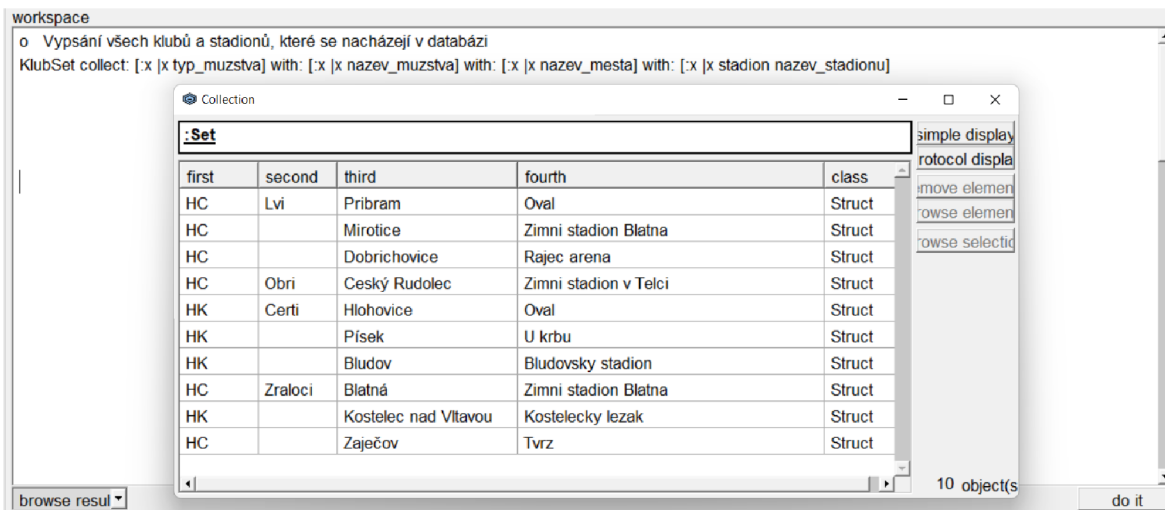 workspace
o Vypsání všech klubů a stadionů, které se nacházejí v databázi
KlubSet collect: [:x |x typ_muzstva] with: [:x |x nazev_muzstva] with: [:x |x nazev_mesta] with: [:x |x stadion nazev_stadionu]
Collection
:Set
simple display
rotocol displa
emove elemen
rowse elemen
rowse selectic
first second third fourth class
HC Lvi Pribram Oval Struct
HC Mirotice Zimni stadion Blatna Struct
HC Dobrichovice Rajec arena Struct
HC Obri Ceský Rudolec Zimni stadion v Telci Struct
HK Certi Hlohovice Oval Struct
HK Písek U krbu Struct
HK Bludov Bludovsky stadion Struct
HC Zraloci Blatná Zimni stadion Blatna Struct
HK Kostelec nad Vltavou Kostelecky lezak Struct
HC Zaječov Tvrz Struct
10 object(s
browse resul
do it